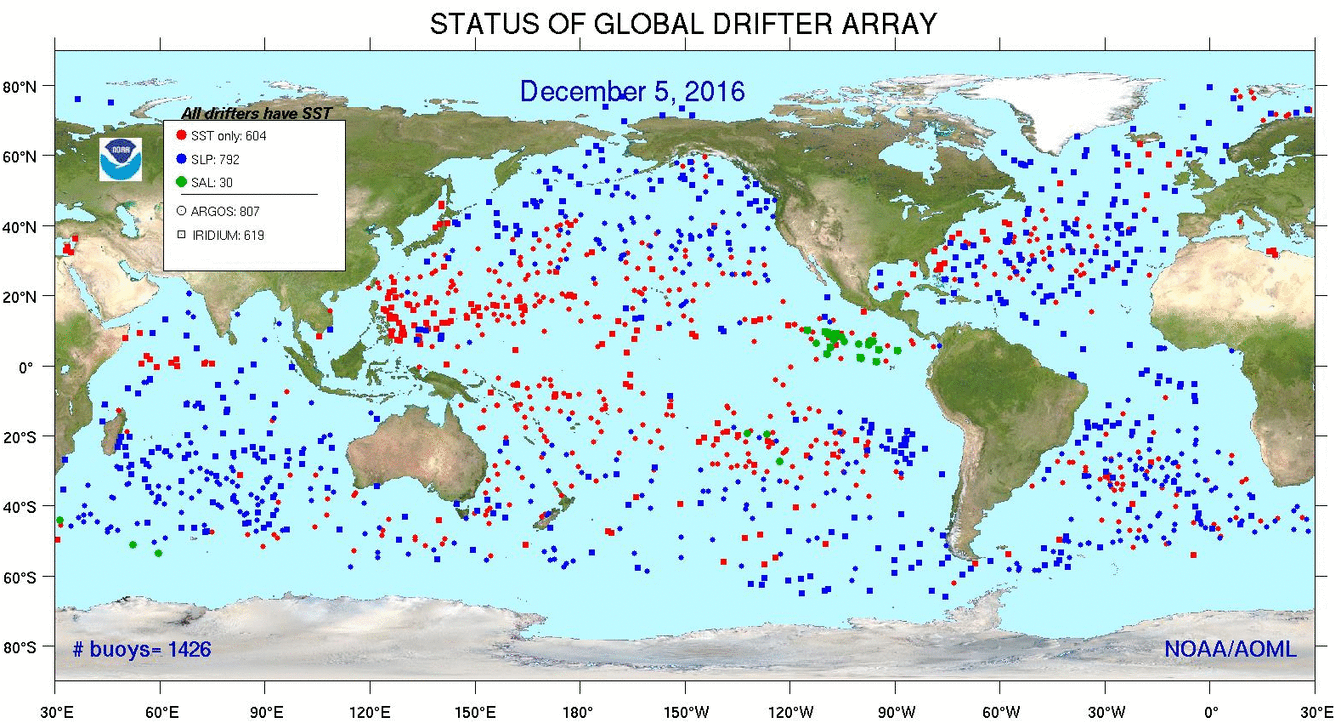 STATUS OF GLOBAL DRIFTER ARRAY
December 5, 2016
All drifters have SST
SST only: 604
SLP: 792
SAL: 30
ARGOS: 807
IRIDIUM: 619
NOAA
80°N
60°N
40°N
20°N
0°
20°S
40°S
60°S
80°S
# buoys= 1426
NOAA/AOML
30°E 60°E 90°E 120°E 150°E 180° 150°W 120°W 90°W 60°W 30°W 0° 30°E